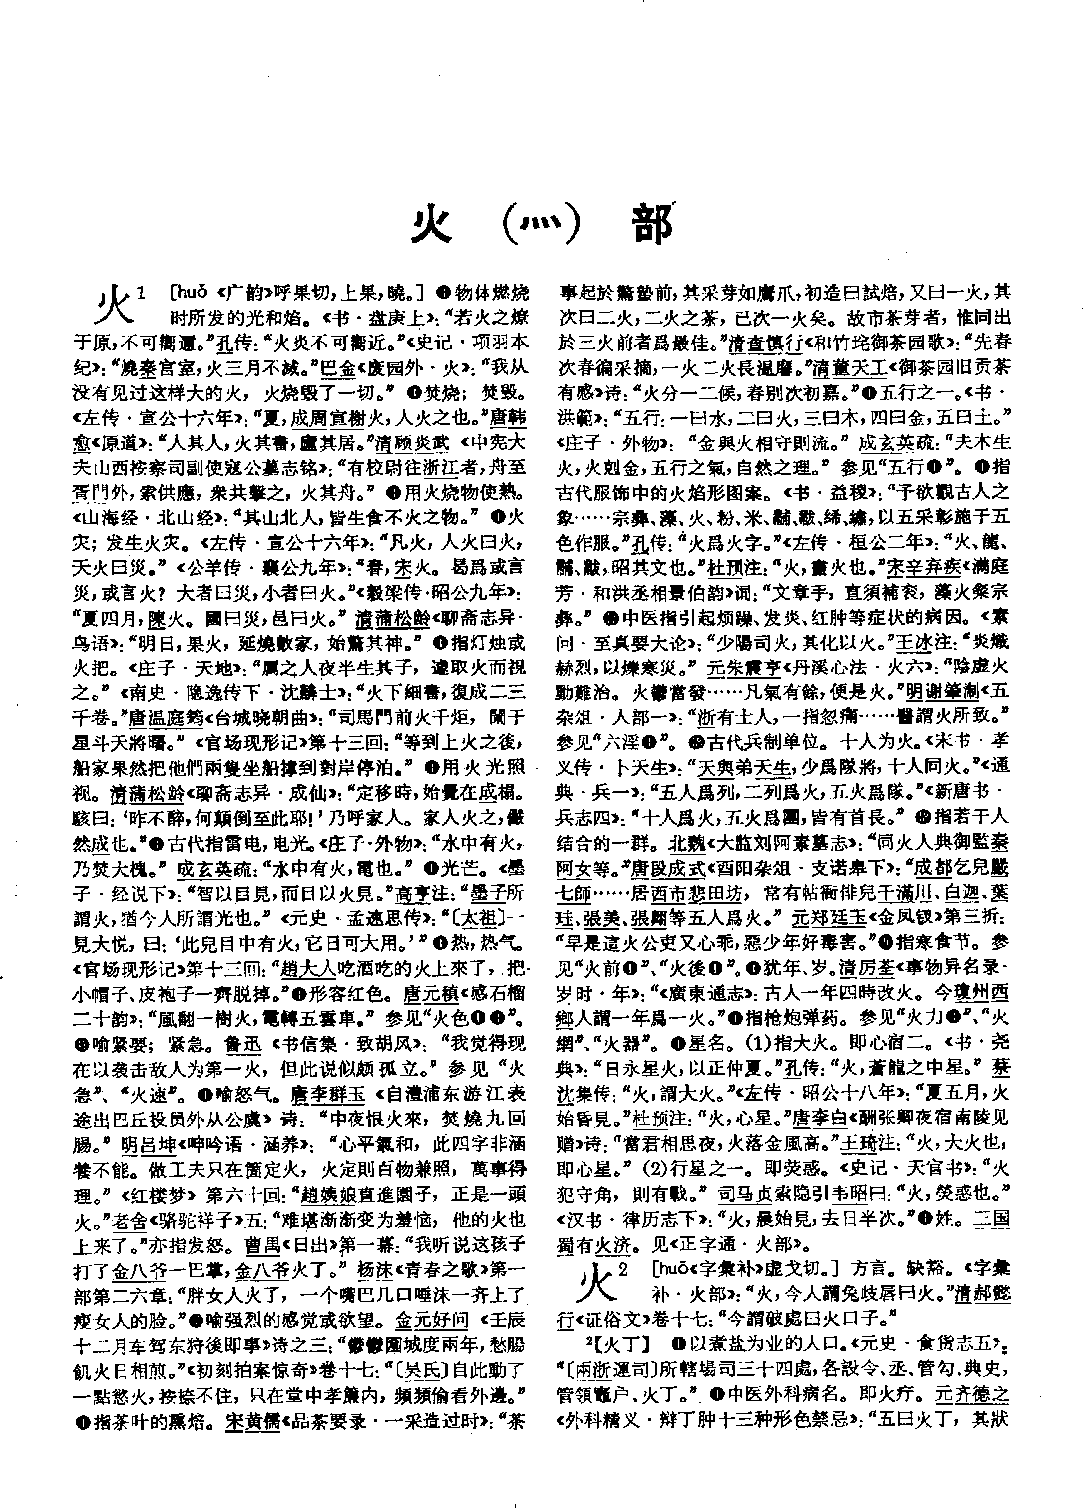 火 (灬) 部
火1 [huǒ《广韵》呼果切,上果,晓。] ❶物体燃烧
时所发的光和焰。《书·盘庚上》:“若火之燎
于原,不可嚮邇。”孔传:“火炎不可嚮近。”《史记·项羽本
纪》:“燒秦宫室,火三月不滅。”巴金《废园外·火》:“我从
没有见过这样大的火,火烧毁了一切。” ❷焚烧;焚毁。
《左传·宣公十六年》:“夏,成周宣榭火,人火之也。”唐韩
愈《原道》:“人其人,火其書,廬其居。”清顾炎武《中宪大
夫山西按察司副使寇公墓志铭》:“有校尉往浙江者,舟至
胥門外,索供應,衆共擊之,火其舟。” ❸用火烧物使熟。
《山海经·北山经》:“其山北人,皆生食不火之物。” ❹火
灾;发生火灾。《左传·宣公十六年》:“凡火,人火曰火,
天火曰災。”《公羊传·襄公九年》:“春,宋火。曷爲或言
災,或言火?大者曰災,小者曰火。”《穀梁传·昭公九年》:
“夏四月,陳火。國曰災,邑曰火。”清蒲松龄《聊斋志异·
鸟语》:“明日,果火,延燒數家,始驚其神。” ❺指灯烛或
火把。《庄子·天地》:“厲之人夜半生其子,遽取火而視
之。”《南史·隐逸传下·沈麟士》:“火下細書,復成二三
千卷。”唐温庭筠《台城晓朝曲》:“司馬門前火千炬,闌干
星斗天將曙。”《官场现形记》第十三回:“等到上火之後,
船家果然把他們兩隻坐船撑到對岸停泊。” ❻用火光照
视。清蒲松龄《聊斋志异·成仙》:“定移時,始覺在成榻。
駭曰:‘昨不醉,何顛倒至此耶!’乃呼家人。家人火之,儼
然成也。”❼古代指雷电,电光。《庄子·外物》:“水中有火,
乃焚大槐。”成玄英疏:“水中有火,電也。” ❽光芒。《墨
子·经说下》:“智以目見,而目以火見。”高亨注:“墨子所
謂火,猶今人所謂光也。”《元史·孟速思传》:“〔太祖〕一
見大悦,曰:‘此兒目中有火,它日可大用。’”❾热,热气。
《官场现形记》第十二回:“趙大人吃酒吃的火上來了,把
小帽子、皮袍子一齊脱掉。”❿形容红色。唐元稹《感石榴
二十韵》:“風翻一樹火,電轉五雲車。”参见“火色❶❷”。
⓫喻紧要;紧急。鲁迅《书信集·致胡风》:“我觉得现
在以袭击敌人为第一火,但此说似颇孤立。”参见“火
急”、“火速”。 ⓬喻怒气。唐李群玉《自澧浦东游江表
途出巴丘投员外从公虞》诗:“中夜恨火來,焚燒九回
腸。”明吕坤《呻吟语·涵养》:“心平氣和,此四字非涵
養不能。做工夫只在箇定火,火定則百物兼照,萬事得
理。”《红楼梦》第六十回:“趙姨娘直進園子,正是一頭
火。”老舍《骆驼祥子》五:“难堪渐渐变为羞恼,他的火也
上来了。”亦指发怒。曹禺《日出》第一幕:“我听说这孩子
打了金八爷一巴掌,金八爷火了。”杨沫《青春之歌》第一
部第二六章:“胖女人火了,一个嘴巴几口唾沫一齐上了
瘦女人的脸。”⓭喻强烈的感觉或欲望。金元好问《壬辰
十二月车驾东狩後即事》诗之三:“鬱鬱圍城度兩年,愁腸
飢火日相煎。”《初刻拍案惊奇》卷十七:“〔吴氏〕自此動了
一點慾火,按捺不住,只在堂中孝簾内,頻頻偷看外邊。”
⓮指茶叶的熏焙。宋黄儒《品茶要录·一采造过时》:“茶
事起於驚蟄前,其采芽如鷹爪,初造曰試焙,又曰一火,其
次曰二火,二火之茶,已次一火矣。故市茶芽者,惟同出
於三火前者爲最佳。”清查慎行《和竹垞御茶园歌》:“先春
次春徧采摘,一火二火長温磨。”清董天工《御茶园旧贡茶
有感》诗:“火分一二候,春别次初嘉。”⓯五行之一。《书·
洪範》:“五行:一曰水,二曰火,三曰木,四曰金,五曰土。”
《庄子·外物》:“金與火相守則流。”成玄英疏:“夫木生
火,火剋金,五行之氣,自然之理。”参见“五行❶”。 ⓰指
古代服饰中的火焰形图案。《书·益稷》:“予欲觀古人之
象……宗彝、藻、火、粉、米、黼、黻、絺、繡,以五采彰施于五
色作服。”孔传:“火爲火字。”《左传·桓公二年》:“火、龍、
黼、黻,昭其文也。”杜预注:“火,畫火也。”宋辛弃疾《满庭
芳·和洪丞相景伯韵》词:“文章手,直須補衮,藻火粲宗
彝。” ⓱中医指引起烦躁、发炎、红肿等症状的病因。《素
问·至真要大论》:“少陽司火,其化以火。”王冰注:“炎熾
赫烈,以爍寒災。”元朱震亨《丹溪心法·火六》:“陰虚火
動難治。火鬱當發……凡氣有餘,便是火。”明谢肇淛《五
杂俎·人部一》:“浙有士人,一指忽痛……醫謂火所致。”
参见“六淫❶”。 ⓲古代兵制单位。十人为火。《宋书·孝
义传·卜天生》:“天與弟天生,少爲隊將,十人同火。”《通
典·兵一》:“五人爲列,二列爲火,五火爲隊。”《新唐书·
兵志四》:“十人爲火,五火爲團,皆有首長。” ⓳指若干人
结合的一群。北魏《大监刘阿素墓志》:“同火人典御監秦
阿女等。”唐段成式《酉阳杂俎·支诺皋下》:“成都乞兒嚴
七師……居西市悲田坊,常有帖衙俳兒干滿川、白迦、葉
珪、張美、張翺等五人爲火。”元郑廷玉《金凤钗》第三折:
“早是這火公吏又心乖,惡少年好毒害。”⓴指寒食节。参
见“火前❶”、“火後❶”。㉑犹年、岁。清厉荃《事物异名录·
岁时·年》:“《廣東通志》:古人一年四時改火。今瓊州西
鄉人謂一年爲一火。”㉒指枪炮弹药。参见“火力❷”、“火
網”、“火器”。 ㉓星名。(1)指大火。即心宿二。《书·尧
典》:“日永星火,以正仲夏。”孔传:“火,蒼龍之中星。”蔡
沈集传:“火,謂大火。”《左传·昭公十八年》:“夏五月,火
始昏見。”杜预注:“火,心星。”唐李白《酬张卿夜宿南陵见
赠》诗:“當君相思夜,火落金風高。”王琦注:“火,大火也,
即心星。”(2)行星之一。即荧惑。《史记·天官书》:“火
犯守角,則有戰。”司马贞索隐引韦昭曰:“火,熒惑也。”
《汉书·律历志下》:“火,晨始見,去日半次。”㉔姓。三国
蜀有火济。见《正字通·火部》。
火2 [huō《字彙补》虚戈切。] 方言。缺豁。《字彙
补·火部》:“火,今人謂兔歧唇曰火。”清郝懿
行《证俗文》卷十七:“今謂破處曰火口子。”
2【火丁】 ❶以煮盐为业的人口。《元史·食货志五》:
“〔兩浙運司〕所轄場司三十四處,各設令、丞、管勾、典史,
管領竈户、火丁。” ❷中医外科病名。即火疔。元齐德之
《外科精义·辩丁肿十三种形色禁忌》:“五曰火丁,其狀